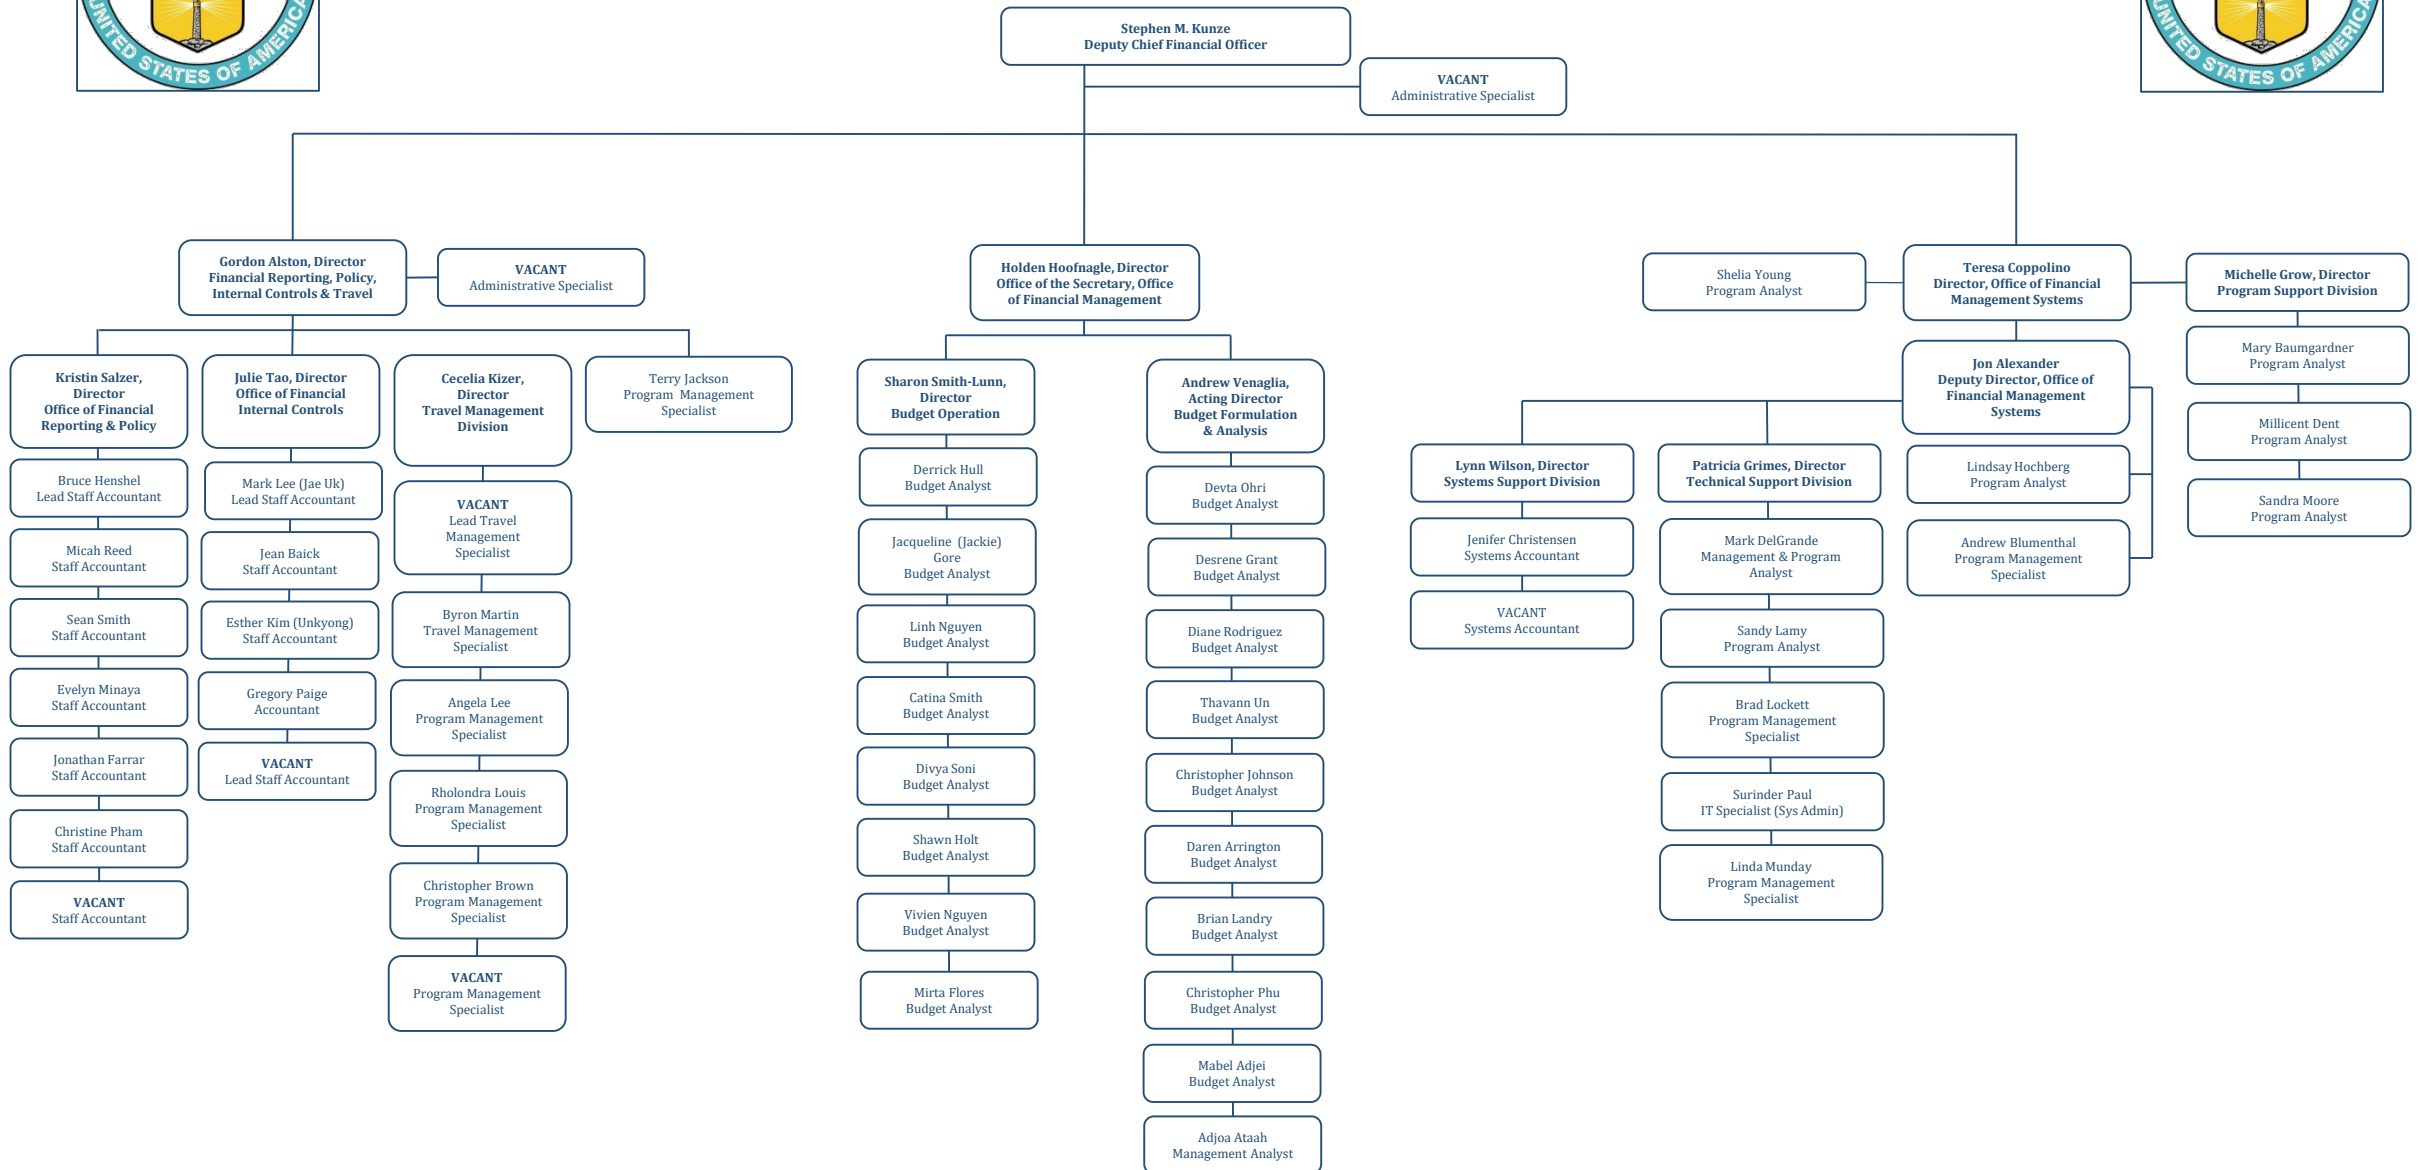 UNITED STATES OF AMERICA
UNITED STATES OF AMERICA
Stephen M. Kunze
Deputy Chief Financial Officer
VACANT
Administrative Specialist
Gordon Alston, Director
Financial Reporting, Policy,
Internal Controls & Travel
VACANT
Administrative Specialist
Kristin Salzer,
Director
Office of Financial
Reporting & Policy
Bruce Henshel
Lead Staff Accountant
Micah Reed
Staff Accountant
Sean Smith
Staff Accountant
Evelyn Minaya
Staff Accountant
Jonathan Farrar
Staff Accountant
Christine Pham
Staff Accountant
VACANT
Staff Accountant
Julie Tao, Director
Office of Financial
Internal Controls
Mark Lee (Jae Uk)
Lead Staff Accountant
Jean Baick
Staff Accountant
Esther Kim (Unkyong)
Staff Accountant
Gregory Paige
Accountant
VACANT
Lead Staff Accountant
Cecelia Kizer,
Director
Travel Management
Division
VACANT
Lead Travel
Management
Specialist
Byron Martin
Travel Management
Specialist
Angela Lee
Program Management
Specialist
Rholondra Louis
Program Management
Specialist
Christopher Brown
Program Management
Specialist
VACANT
Program Management
Specialist
Terry Jackson
Program Management
Specialist
Holden Hoofnagle, Director
Office of the Secretary, Office
of Financial Management
Sharon Smith-Lunn,
Director
Budget Operation
Derrick Hull
Budget Analyst
Jacqueline (Jackie)
Gore
Budget Analyst
Linh Nguyen
Budget Analyst
Catina Smith
Budget Analyst
Divya Soni
Budget Analyst
Shawn Holt
Budget Analyst
Vivien Nguyen
Budget Analyst
Mirta Flores
Budget Analyst
Andrew Venaglia,
Acting Director
Budget Formulation
& Analysis
Devta Ohri
Budget Analyst
Desrene Grant
Budget Analyst
Diane Rodriguez
Budget Analyst
Thavann Un
Budget Analyst
Christopher Johnson
Budget Analyst
Daren Arrington
Budget Analyst
Brian Landry
Budget Analyst
Christopher Phu
Budget Analyst
Mabel Adjei
Budget Analyst
Adjoa Ataah
Management Analyst
Shelia Young
Program Analyst
Teresa Coppolino
Director, Office of Financial
Management Systems
Jon Alexander
Deputy Director, Office of
Financial Management
Systems
Lynn Wilson, Director
Systems Support Division
Jenifer Christensen
Systems Accountant
VACANT
Systems Accountant
Patricia Grimes, Director
Technical Support Division
Mark DelGrande
Management & Program
Analyst
Sandy Lamy
Program Analyst
Brad Lockett
Program Management
Specialist
Surinder Paul
IT Specialist (Sys Admin)
Linda Munday
Program Management
Specialist
Lindsay Hochberg
Program Analyst
Andrew Blumenthal
Program Management
Specialist
Michelle Grow, Director
Program Support Division
Mary Baumgardner
Program Analyst
Millicent Dent
Program Analyst
Sandra Moore
Program Analyst